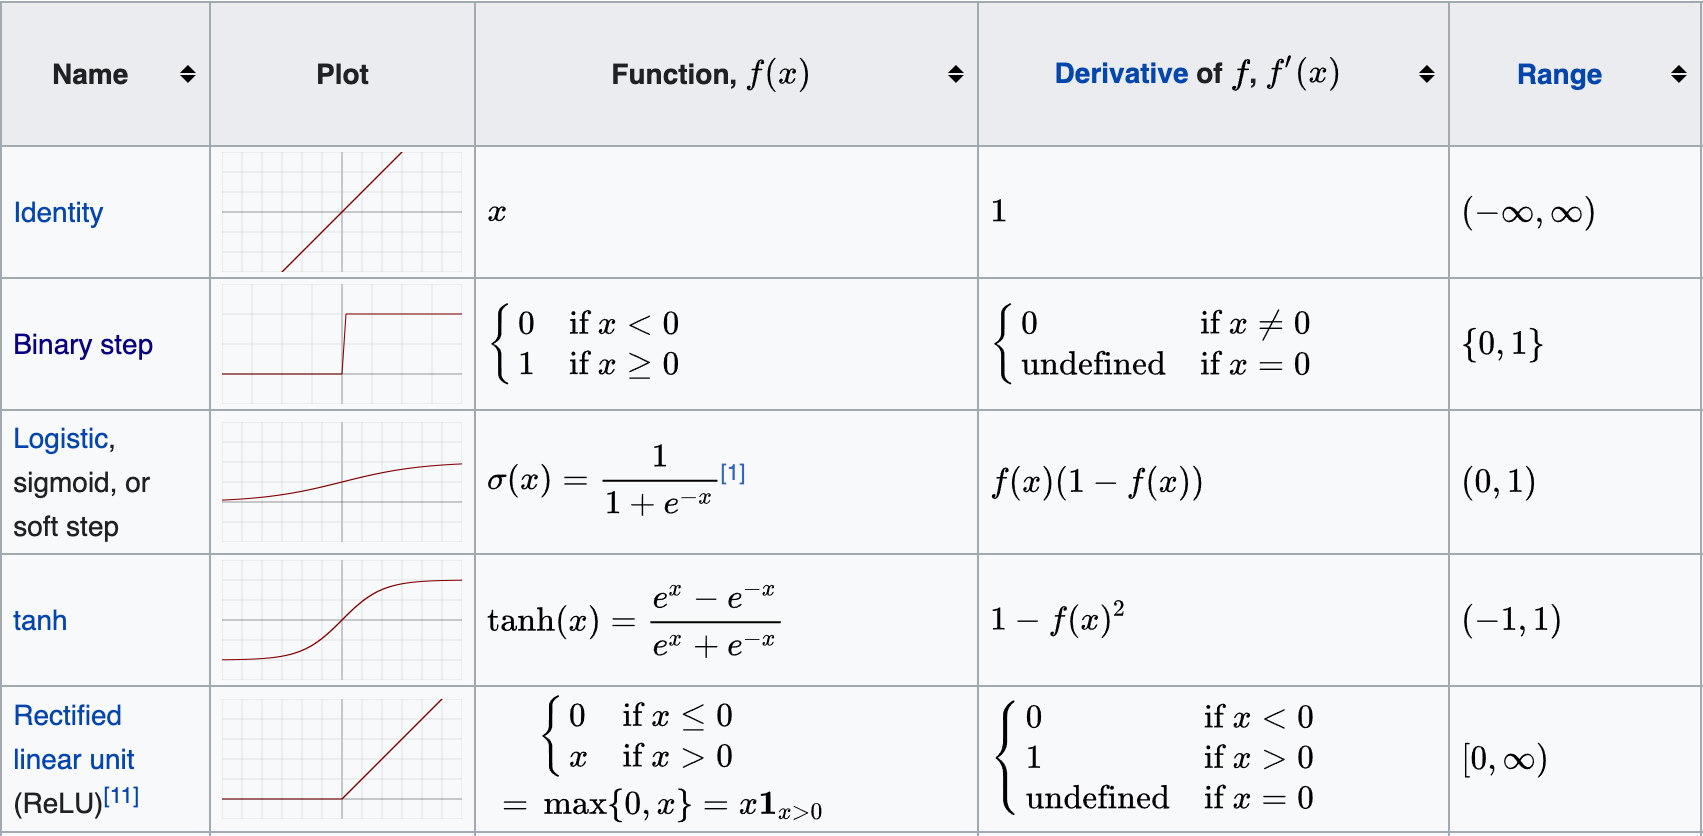 Name Plot Function, f(x) Derivative of f, f′(x) Range
Identity x 1 (−∞, ∞)
Binary step { 0 if x < 0 { 0 if x ≠ 0 {0, 1}
1 if x ≥ 0 undefined if x = 0
Logistic,
sigmoid, or
soft step
σ(x) = 1 / (1 + e^{−x}) [1] f(x)(1 − f(x)) (0, 1)
tanh tanh(x) = (e^x − e^{−x}) / (e^x + e^{−x}) 1 − f(x)² (−1, 1)
Rectified
linear unit
(ReLU)[11]
{ 0 if x ≤ 0
x if x > 0
= max{0, x} = x1_{x>0}
{ 0 if x < 0
1 if x > 0
undefined if x = 0
[0, ∞)